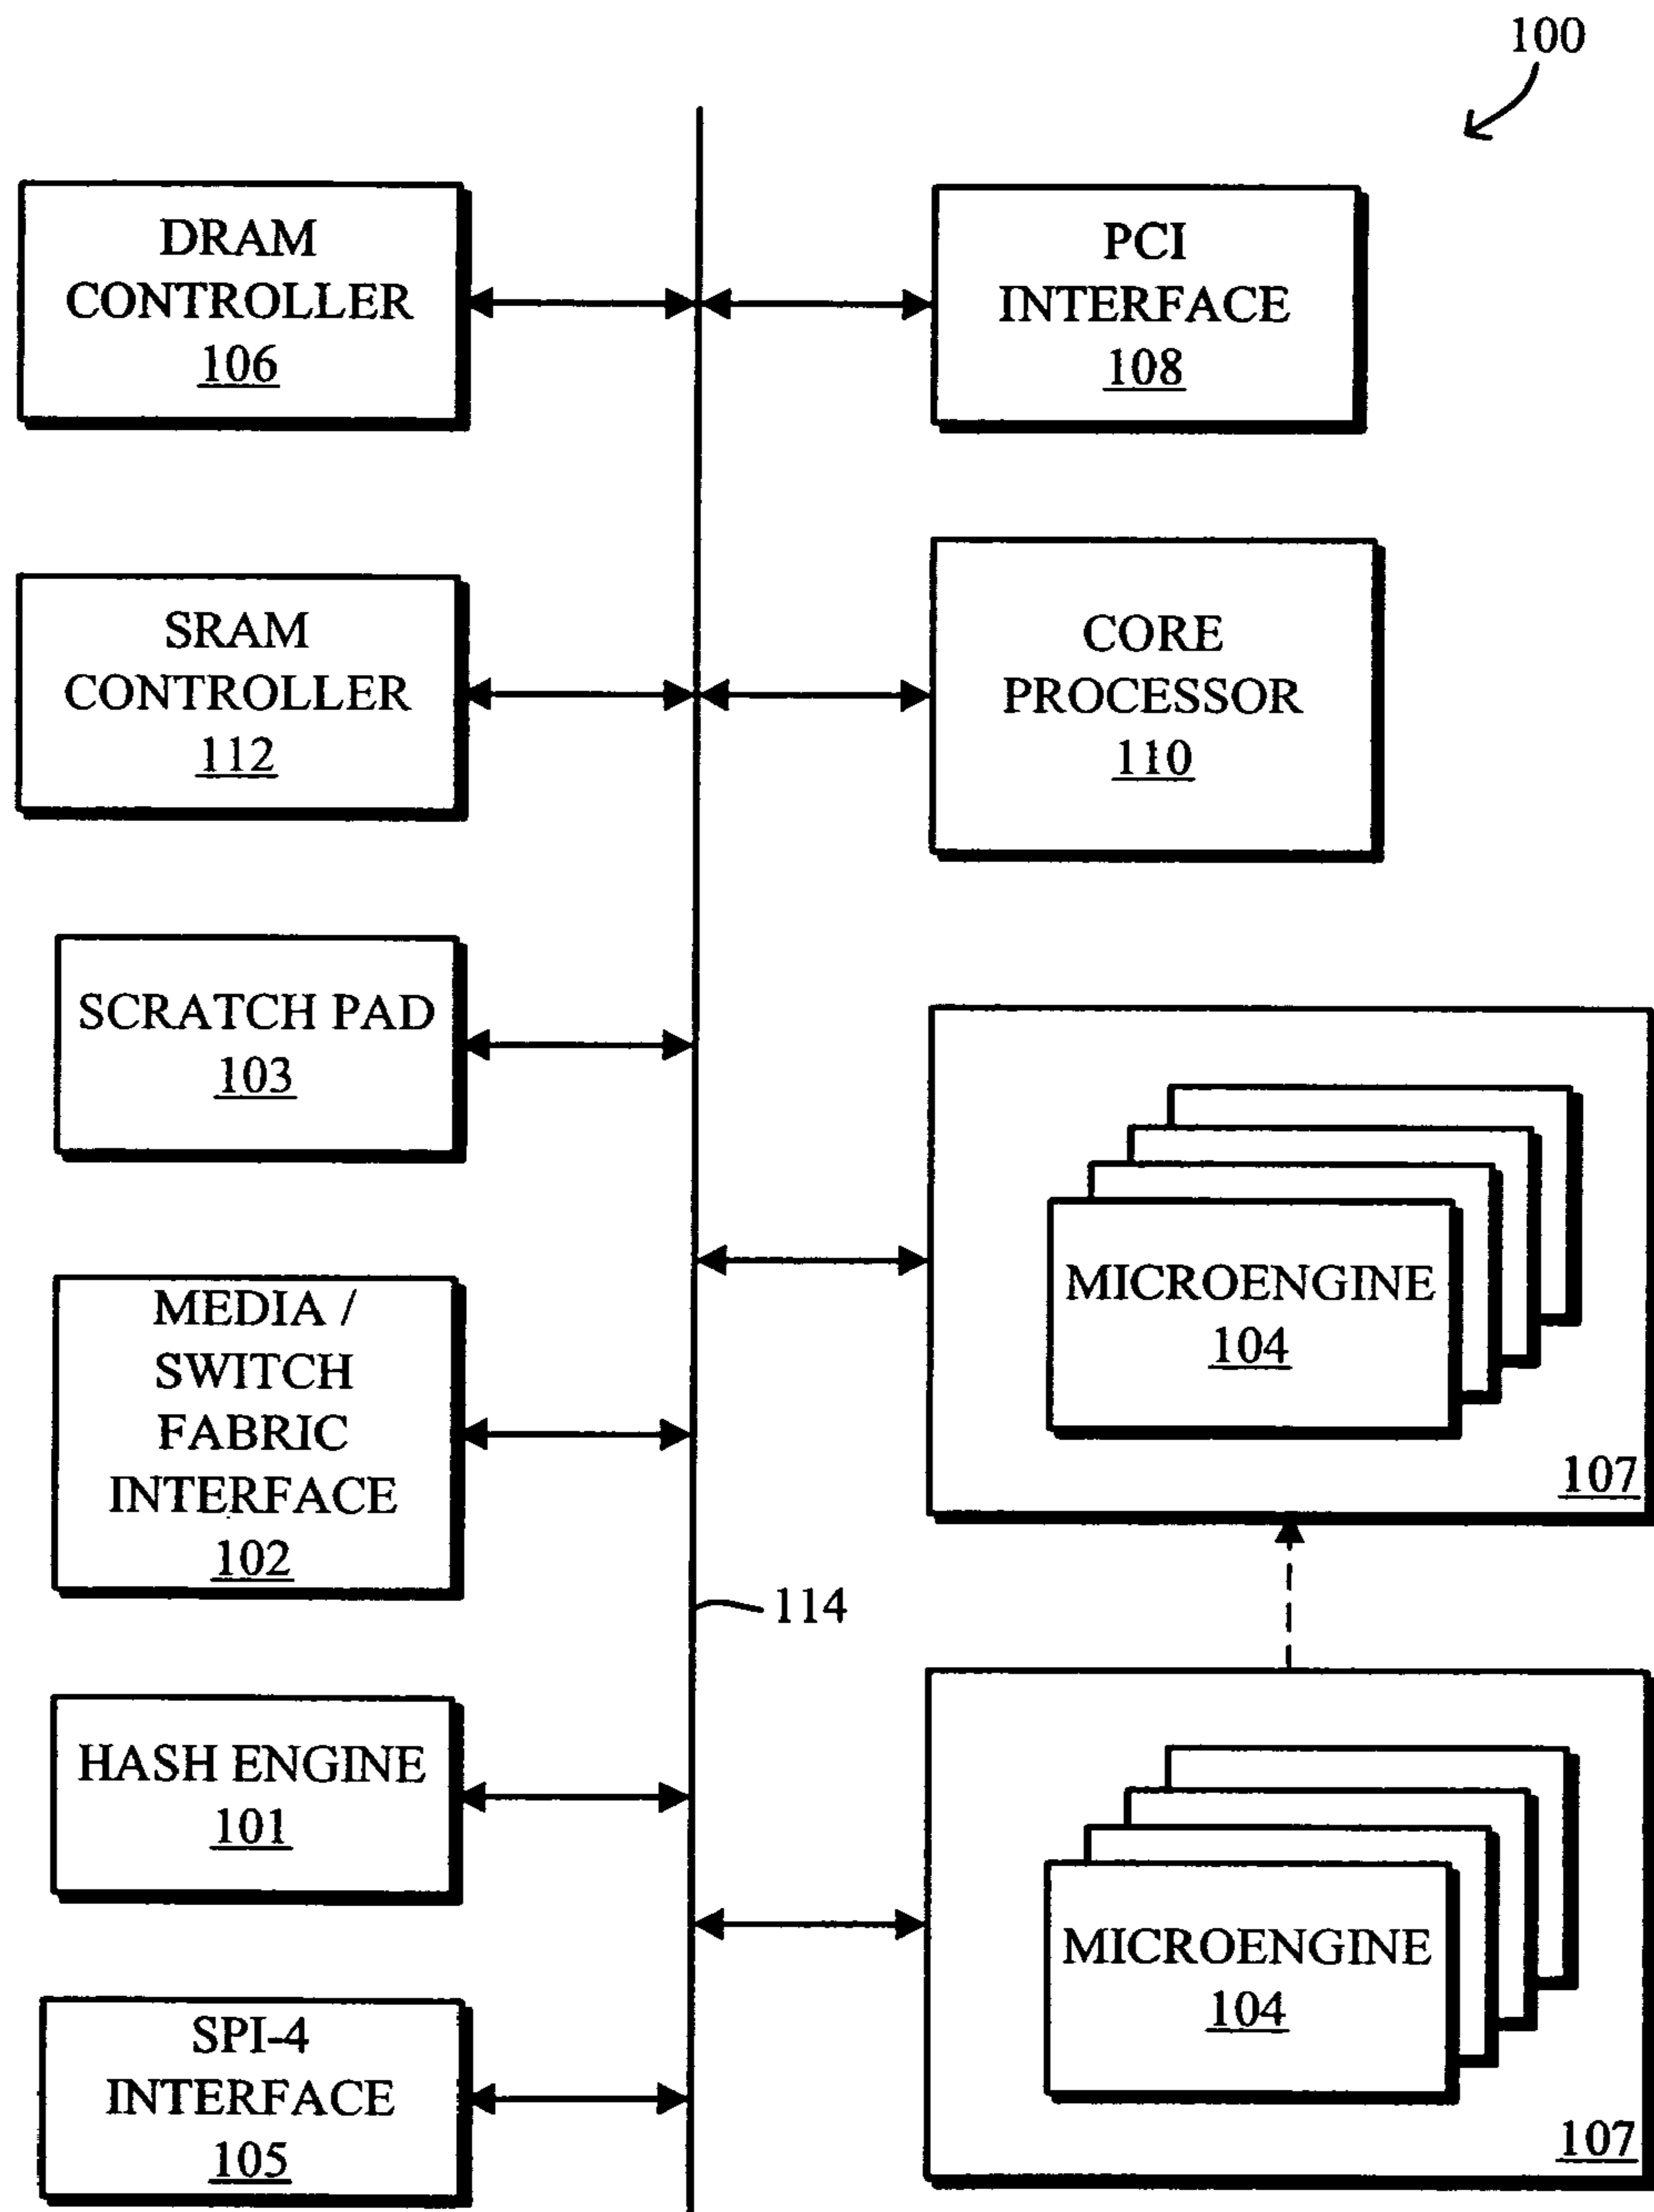 100
DRAM
CONTROLLER
106
PCI
INTERFACE
108
SRAM
CONTROLLER
112
CORE
PROCESSOR
110
SCRATCH PAD
103
MICROENGINE
104
107
MEDIA /
SWITCH
FABRIC
INTERFACE
102
114
HASH ENGINE
101
MICROENGINE
104
107
SPI-4
INTERFACE
105